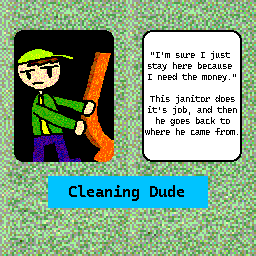 "I'm sure I just
stay here because
I need the money."
This janitor does
it's job, and then
he goes back to
where he came from.
Cleaning Dude